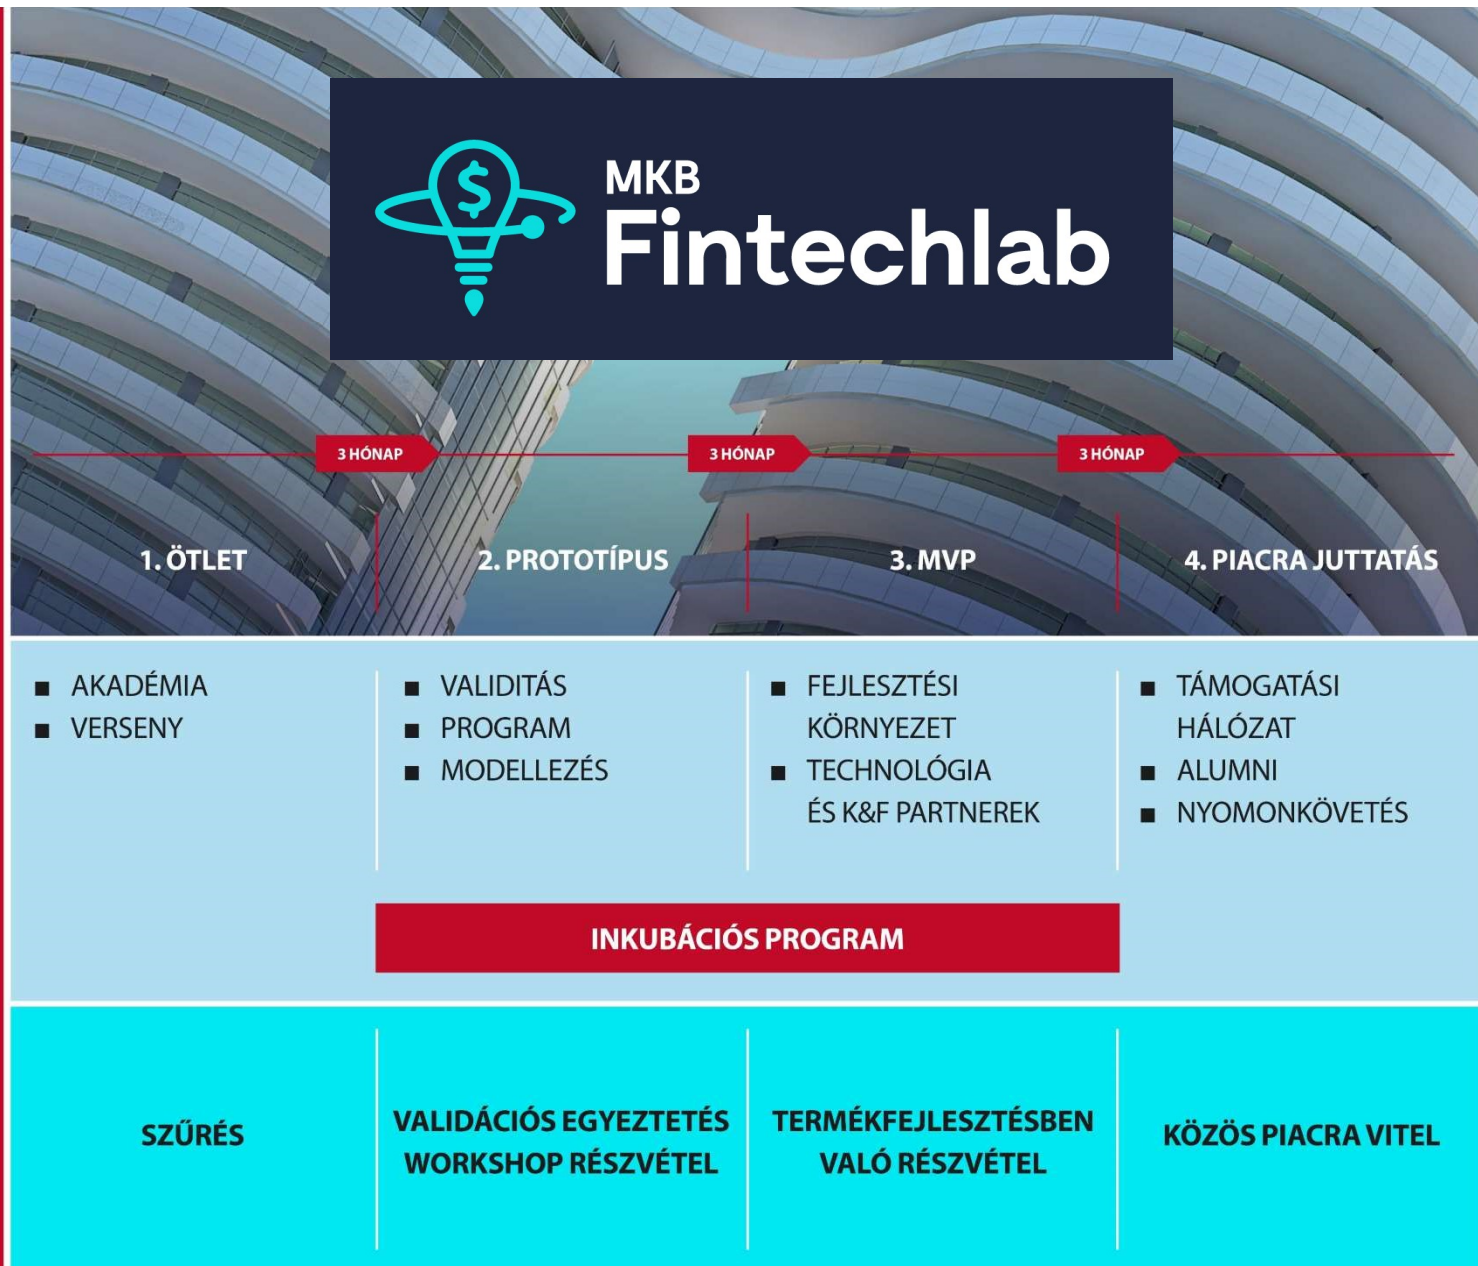 MKB
Fintechlab
3 HÓNAP
3 HÓNAP
3 HÓNAP
1. ÖTLET
2. PROTOTÍPUS
3. MVP
4. PIACRA JUTTATÁS
■ AKADÉMIA
■ VERSENY
■ VALIDITÁS
■ PROGRAM
■ MODELLEZÉS
■ FEJLESZTÉSI
KÖRNYEZET
■ TECHNOLÓGIA
ÉS K&F PARTNEREK
■ TÁMOGATÁSI
HÁLÓZAT
■ ALUMNI
■ NYOMONKÖVETÉS
INKUBÁCIÓS PROGRAM
SZŰRÉS
VALIDÁCIÓS EGYEZTETÉS
WORKSHOP RÉSZVÉTEL
TERMÉKFEJLESZTÉSBEN
VALÓ RÉSZVÉTEL
KÖZÖS PIACRA VITEL